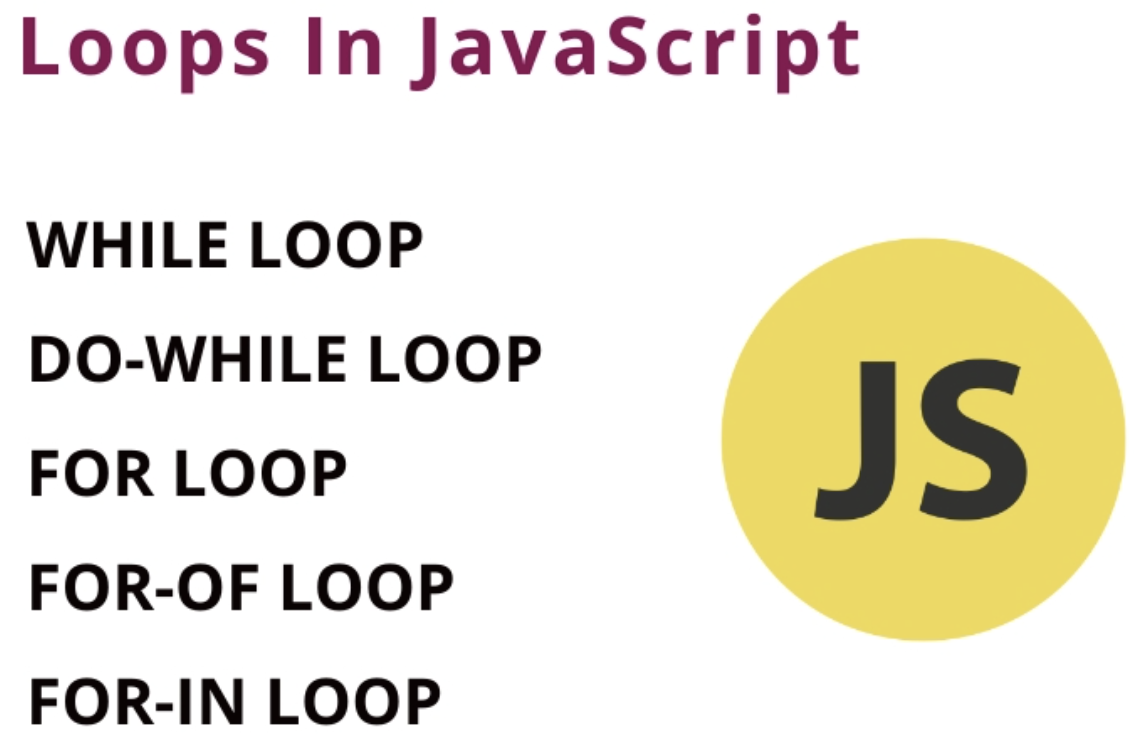 Loops In JavaScript
WHILE LOOP
DO-WHILE LOOP
FOR LOOP
JS
FOR-OF LOOP
FOR-IN LOOP